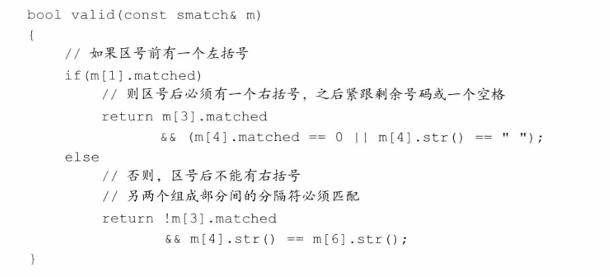 bool valid(const smatch& m)
{
// 如果区号前有一个左括号
if(m[1].matched)
// 则区号后必须有一个右括号，之后紧跟剩余号码或一个空格
return m[3].matched
&& (m[4].matched == 0 || m[4].str() == " ");
else
// 否则，区号后不能有右括号
// 另两个组成部分间的分隔符必须匹配
return !m[3].matched
&& m[4].str() == m[6].str();
}